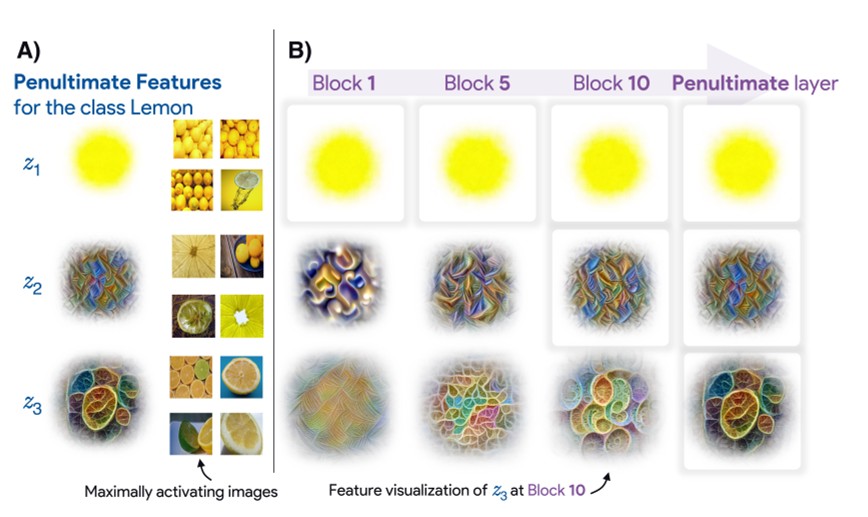 A)
Penultimate Features
for the class Lemon
z1
z2
z3
Maximally activating images
B)
Block 1
Block 5
Block 10
Penultimate layer
Feature visualization of z3 at Block 10